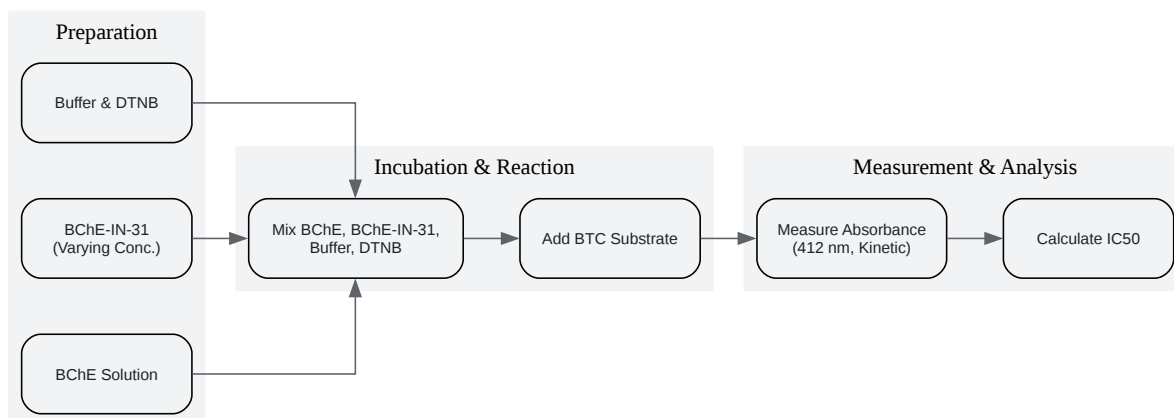 Preparation
Buffer & DTNB
BChE-IN-31
(Varying Conc.)
BChE Solution
Incubation & Reaction
Mix BChE, BChE-IN-31,
Buffer, DTNB
Add BTC Substrate
Measurement & Analysis
Measure Absorbance
(412 nm, Kinetic)
Calculate IC50